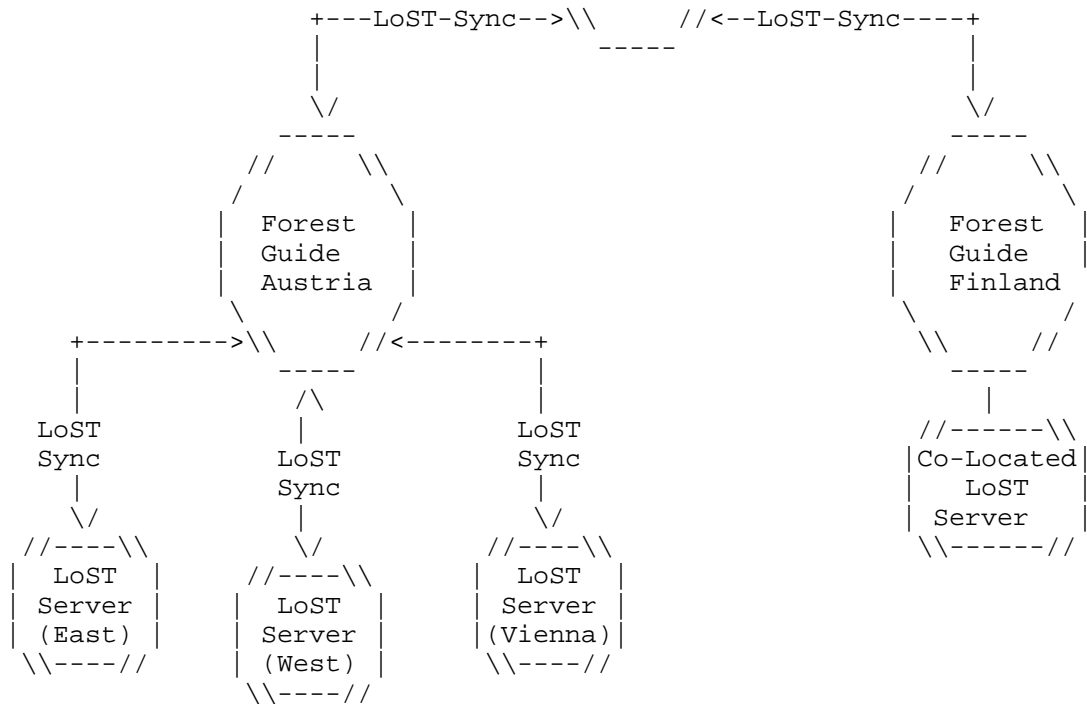 +---LoST-Sync-->\\     //<--LoST-Sync----+
-----
Forest
Guide
Austria
Forest
Guide
Finland
LoST
Sync
LoST
Sync
LoST
Sync
Co-Located
LoST
Server
LoST
Server
(East)
LoST
Server
(West)
LoST
Server
(Vienna)